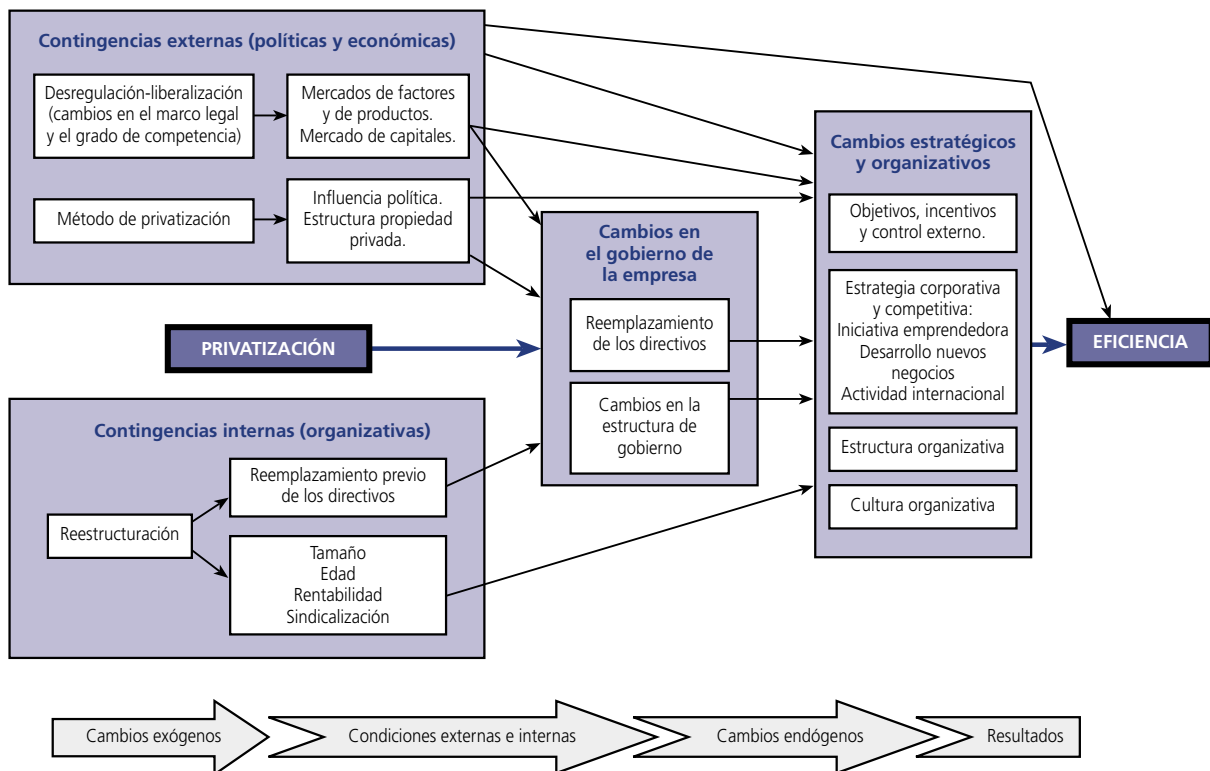 Contingencias externas (políticas y económicas)
Desregulación-liberalización
(cambios en el marco legal
y el grado de competencia)
Mercados de factores
y de productos.
Mercado de capitales.
Método de privatización
Influencia política.
Estructura propiedad
privada.
PRIVATIZACIÓN
Contingencias internas (organizativas)
Reestructuración
Reemplazamiento previo
de los directivos
Tamaño
Edad
Rentabilidad
Sindicalización
Cambios en
el gobierno de
la empresa
Reemplazamiento
de los directivos
Cambios en la
estructura de
gobierno
Cambios estratégicos
y organizativos
Objetivos, incentivos
y control externo.
Estrategia corporativa
y competitiva:
Iniciativa emprendedora
Desarrollo nuevos
negocios
Actividad internacional
Estructura organizativa
Cultura organizativa
EFICIENCIA
Cambios exógenos
Condiciones externas e internas
Cambios endógenos
Resultados